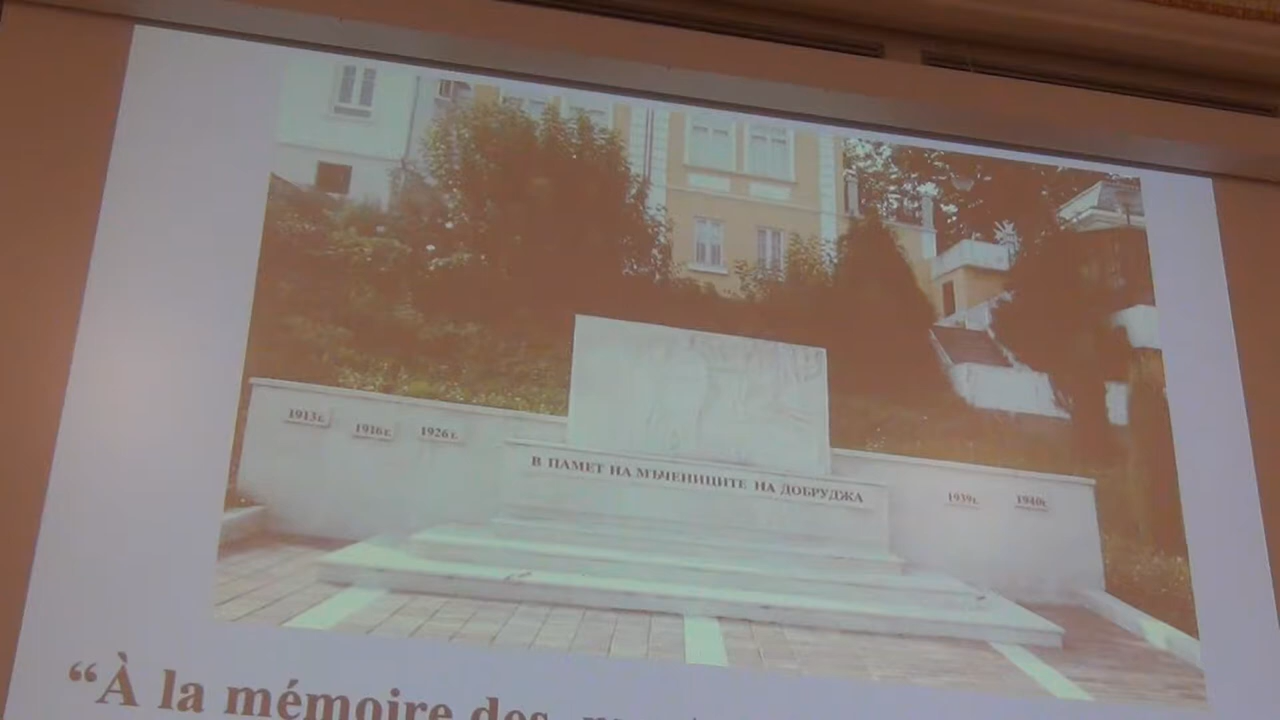 1913г. 1916г. 1926г.
В ПАМЕТ НА МЪЧЕНИЦИТЕ НА ДОБРУДЖА
1939г. 1940г.
“À la mémoire des